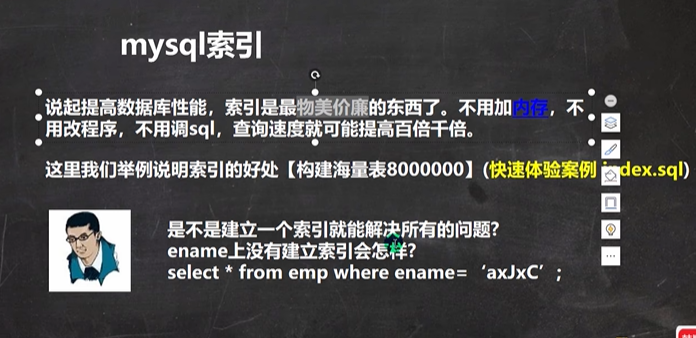 mysql索引
说起提高数据库性能，索引是最物美价廉的东西了。不用加内存，不
用改程序，不用调sql，查询速度就可能提高百倍千倍。
这里我们举例说明索引的好处【构建海量表8000000】(快速体验案例 index.sql)
是不是建立一个索引就能解决所有的问题?
ename上没有建立索引会怎样?
select * from emp where ename=‘axJxC’;